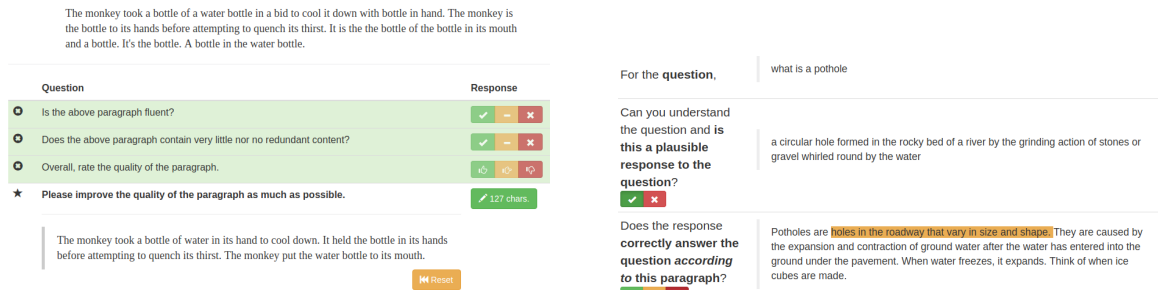 The monkey took a bottle of a water bottle in a bid to cool it down with bottle in hand. The monkey is
the bottle to its hands before attempting to quench its thirst. It is the the bottle of the bottle in its mouth
and a bottle. It's the bottle. A bottle in the water bottle.
Question Response
Is the above paragraph fluent?
Does the above paragraph contain very little nor no redundant content?
Overall, rate the quality of the paragraph.
Please improve the quality of the paragraph as much as possible. 127 chars.
The monkey took a bottle of water in its hand to cool down. It held the bottle in its hands
before attempting to quench its thirst. The monkey put the water bottle to its mouth.
Reset
For the question,
what is a pothole
Can you understand
the question and is
this a plausible
response to the
question?
a circular hole formed in the rocky bed of a river by the grinding action of stones or
gravel whirled round by the water
Does the response
correctly answer the
question according
to this paragraph?
Potholes are holes in the roadway that vary in size and shape. They are caused by
the expansion and contraction of ground water after the water has entered into the
ground under the pavement. When water freezes, it expands. Think of when ice
cubes are made.